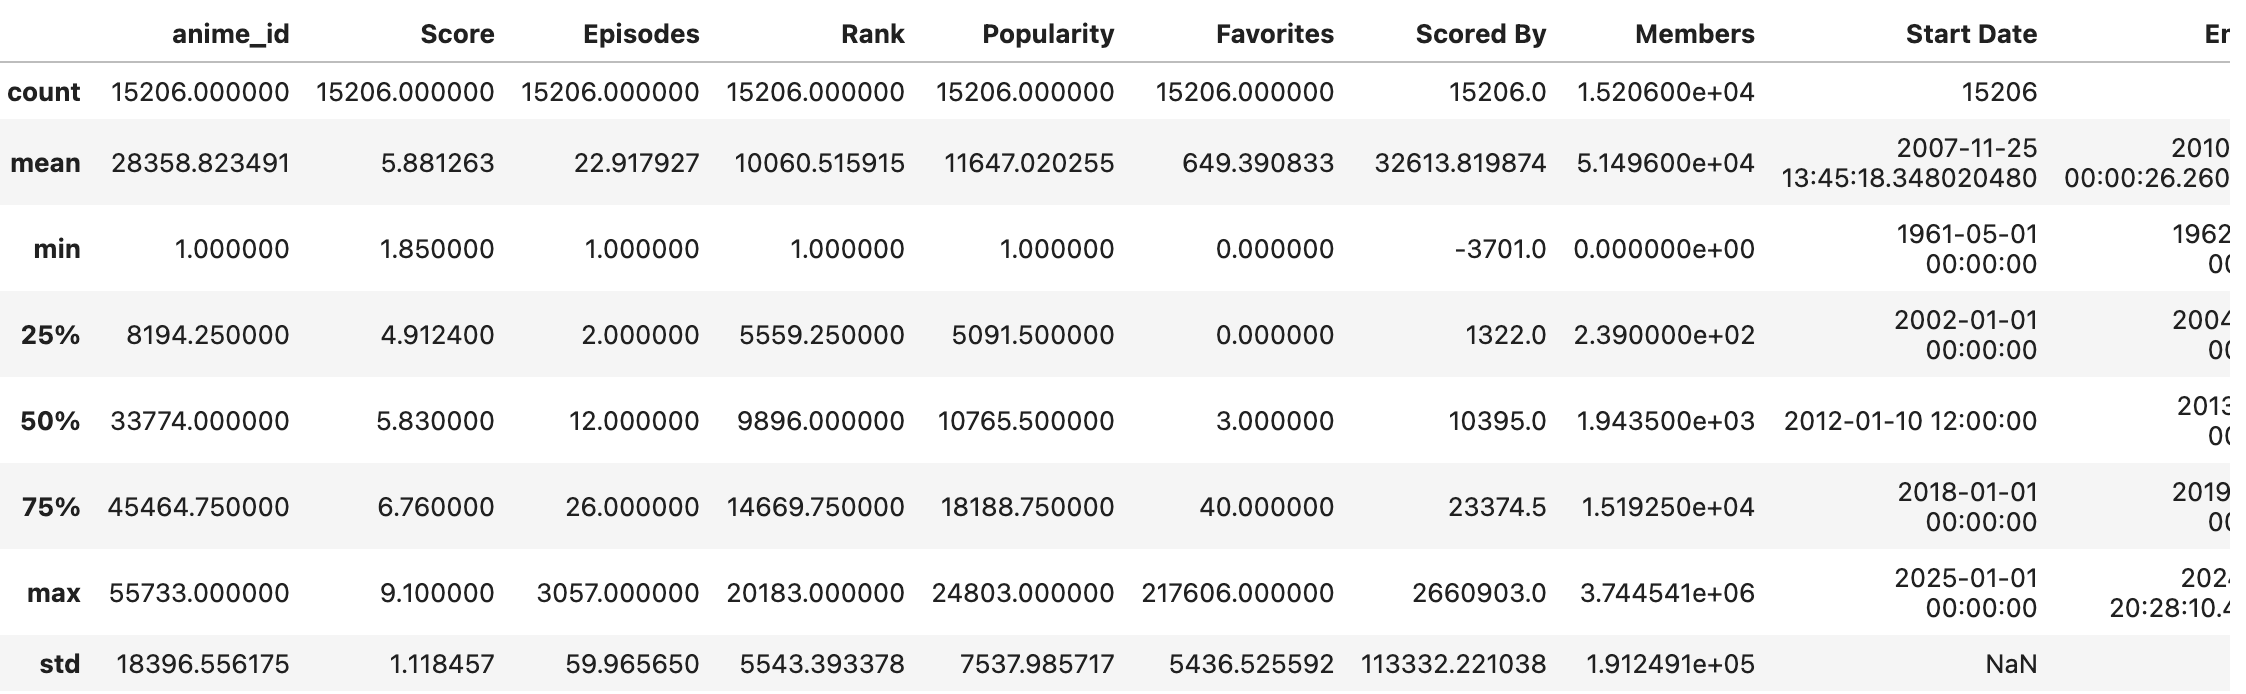 anime_id Score Episodes Rank Popularity Favorites Scored By Members Start Date
count 15206.000000 15206.000000 15206.000000 15206.000000 15206.000000 15206.000000 15206.0 1.520600e+04 15206
mean 28358.823491 5.881263 22.917927 10060.515915 11647.020255 649.390833 32613.819874 5.149600e+04 2007-11-25 2010
13:45:18.348020480 00:00:26.260
min 1.000000 1.850000 1.000000 1.000000 1.000000 0.000000 -3701.0 0.000000e+00 1961-05-01 1962
00:00:00
25% 8194.250000 4.912400 2.000000 5559.250000 5091.500000 0.000000 1322.0 2.390000e+02 2002-01-01 2004
00:00:00
50% 33774.000000 5.830000 12.000000 9896.000000 10765.500000 3.000000 10395.0 1.943500e+03 2012-01-10 12:00:00 2013
75% 45464.750000 6.760000 26.000000 14669.750000 18188.750000 40.000000 23374.5 1.519250e+04 2018-01-01 2019
00:00:00
max 55733.000000 9.100000 3057.000000 20183.000000 24803.000000 217606.000000 2660903.0 3.744541e+06 2025-01-01 202
00:00:00 20:28:10.4
std 18396.556175 1.118457 59.965650 5543.393378 7537.985717 5436.525592 113332.221038 1.912491e+05 NaN